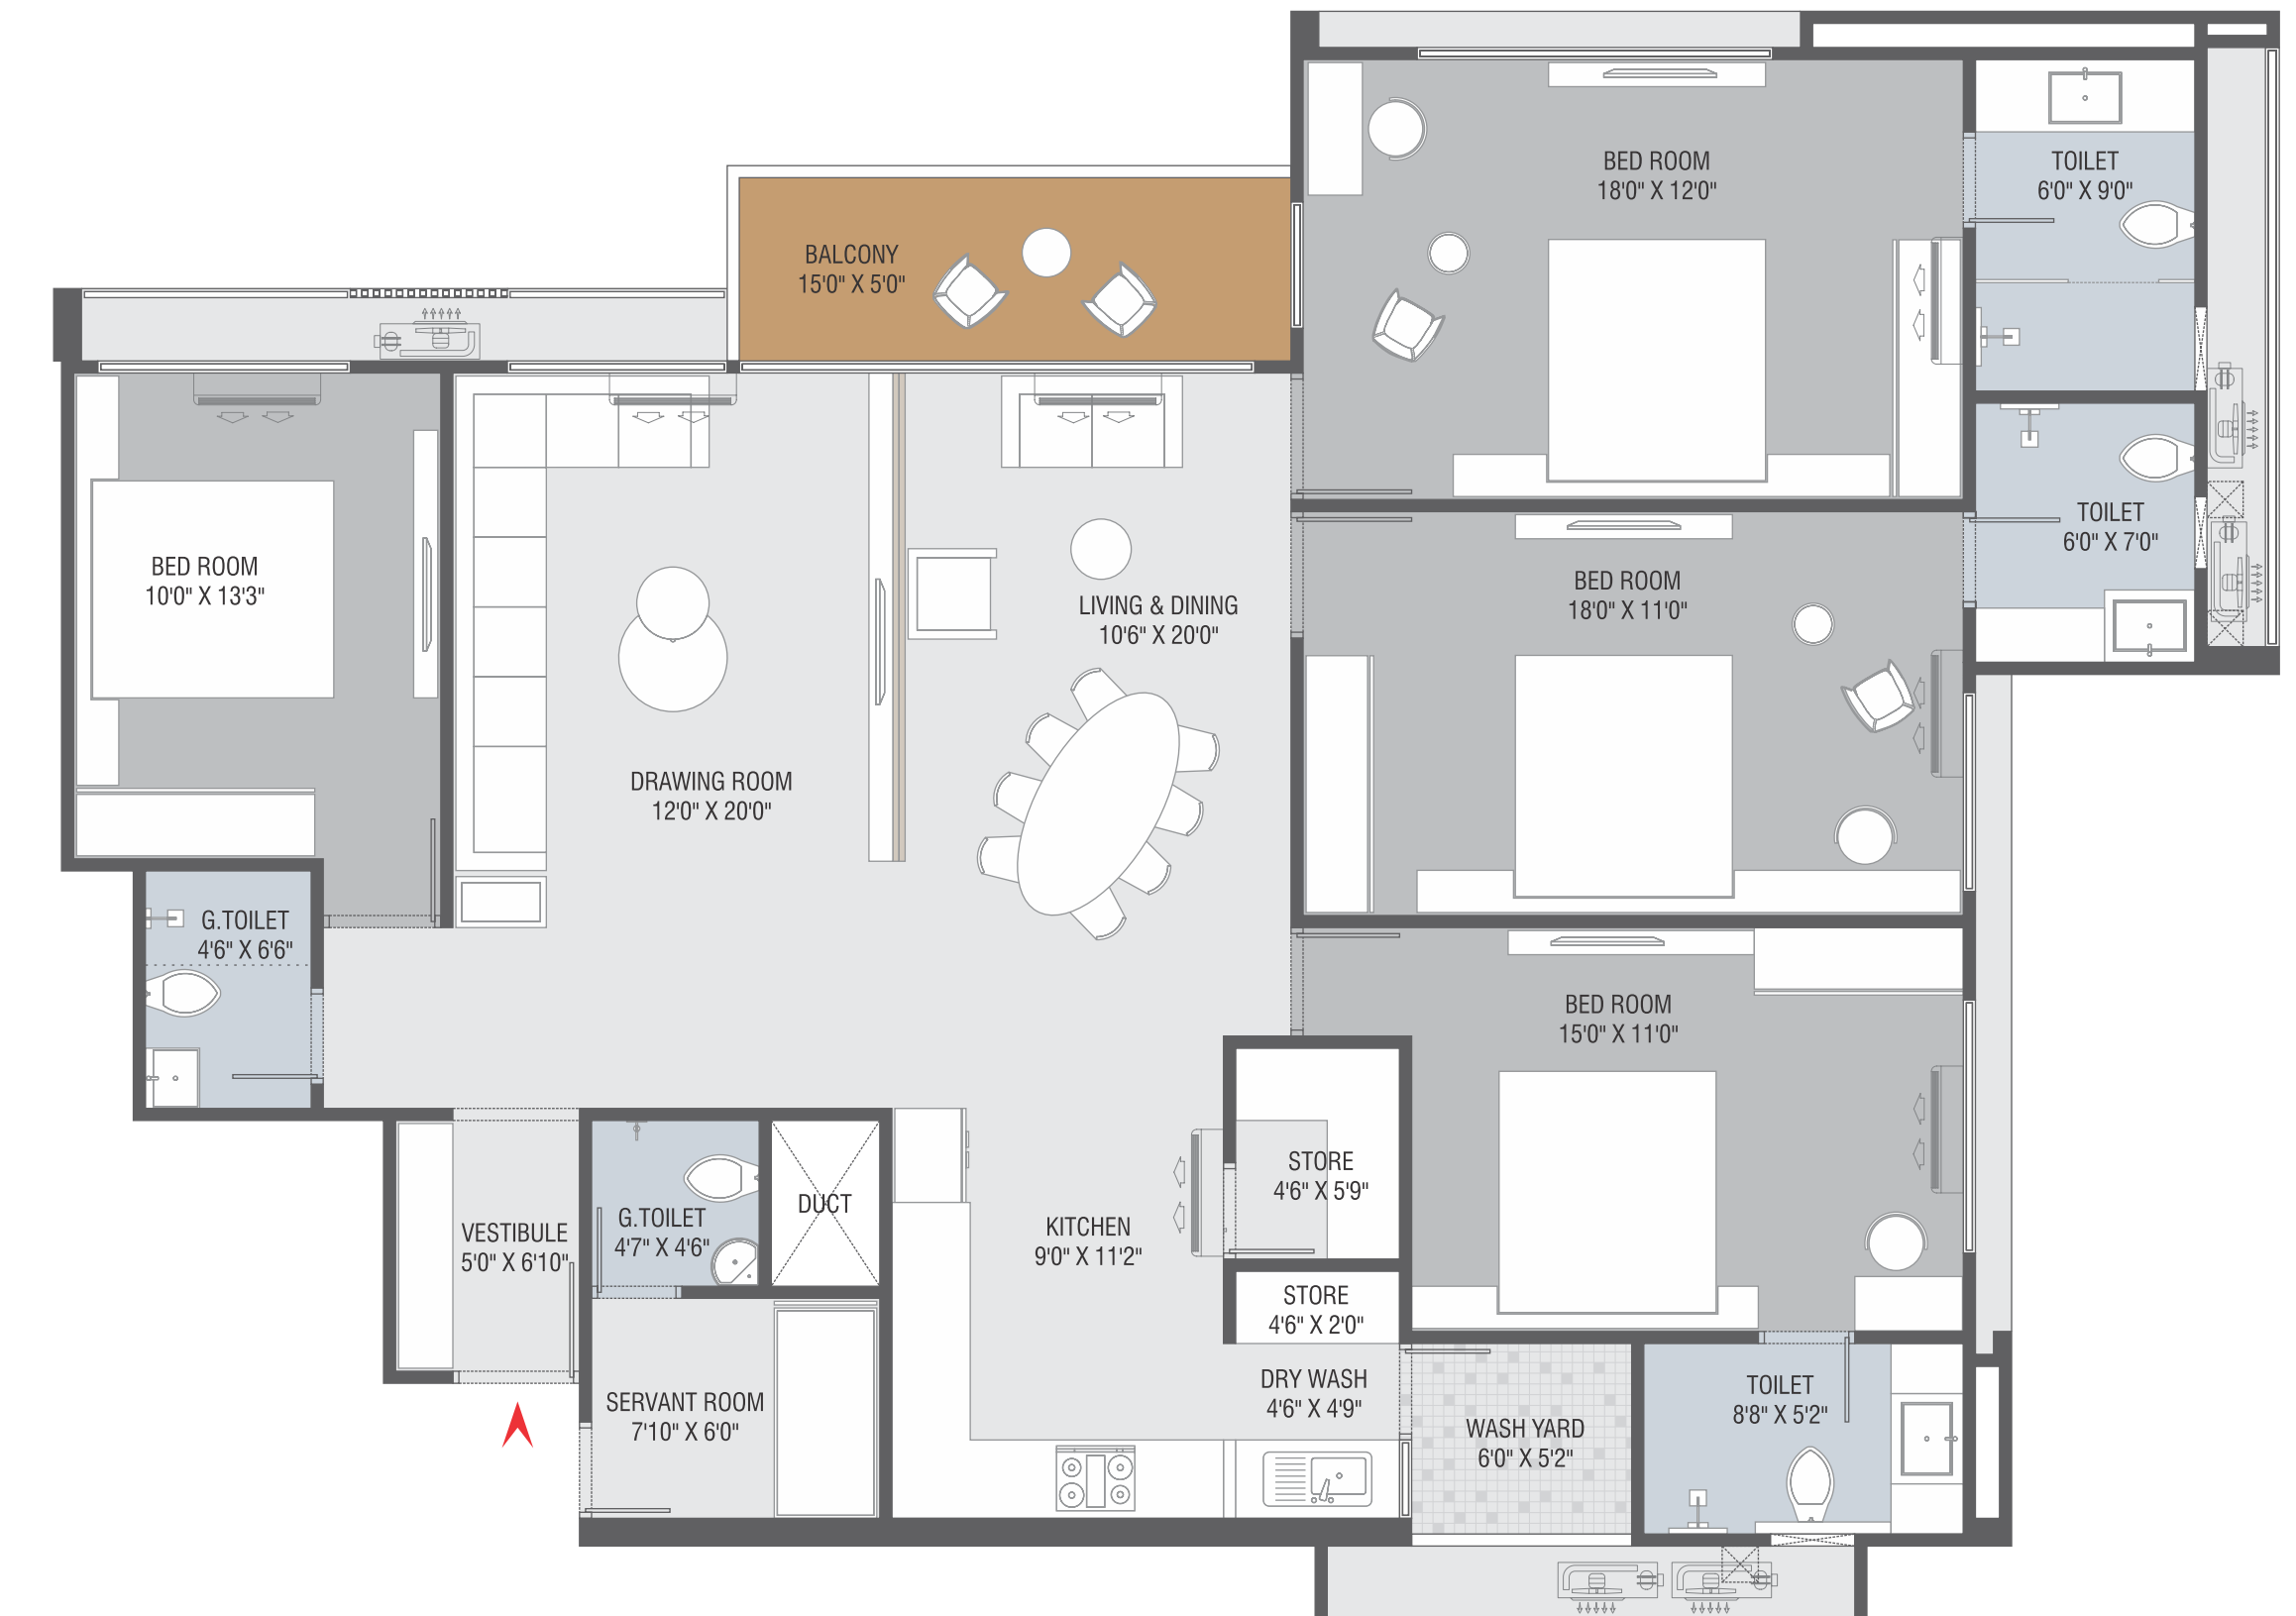 BED ROOM
18'0" X 12'0"
TOILET
6'0" X 9'0"
BALCONY
15'0" X 5'0"
TOILET
6'0" X 7'0"
BED ROOM
10'0" X 13'3"
LIVING & DINING
10'6" X 20'0"
BED ROOM
18'0" X 11'0"
DRAWING ROOM
12'0" X 20'0"
G.TOILET
4'6" X 6'6"
BED ROOM
15'0" X 11'0"
STORE
4'6" X 5'9"
VESTIBULE
5'0" X 6'10"
G.TOILET
4'7" X 4'6"
DUCT
KITCHEN
9'0" X 11'2"
STORE
4'6" X 2'0"
DRY WASH
4'6" X 4'9"
SERVANT ROOM
7'10" X 6'0"
WASH YARD
6'0" X 5'2"
TOILET
8'8" X 5'2"